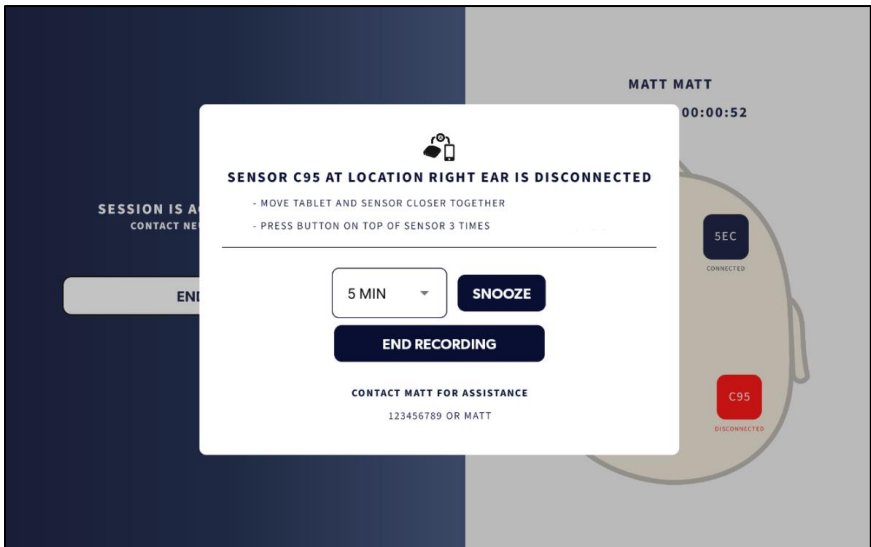 MATT MATT
00:00:52
SENSOR C95 AT LOCATION RIGHT EAR IS DISCONNECTED
- MOVE TABLET AND SENSOR CLOSER TOGETHER
- PRESS BUTTON ON TOP OF SENSOR 3 TIMES
SESSION IS
CONTACT
5EC
CONNECTED
5 MIN
SNOOZE
END RECORDING
CONTACT MATT FOR ASSISTANCE
123456789 OR MATT
C95
DISCONNECTED